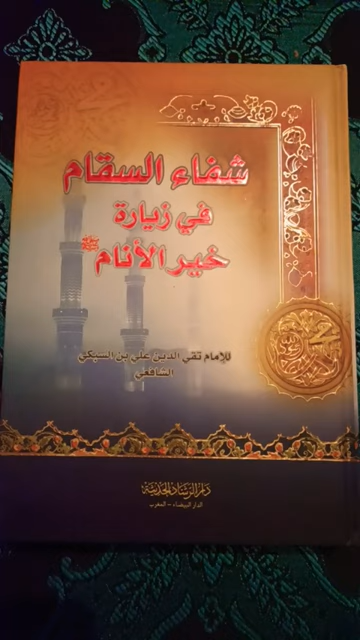 شفاء السقام
في زيارة
خير الأنام ﷺ
للإمام تقي الدين علي بن السبكي
الشافعي
دار الرشاد الحديثة
الدار البيضاء - المغرب